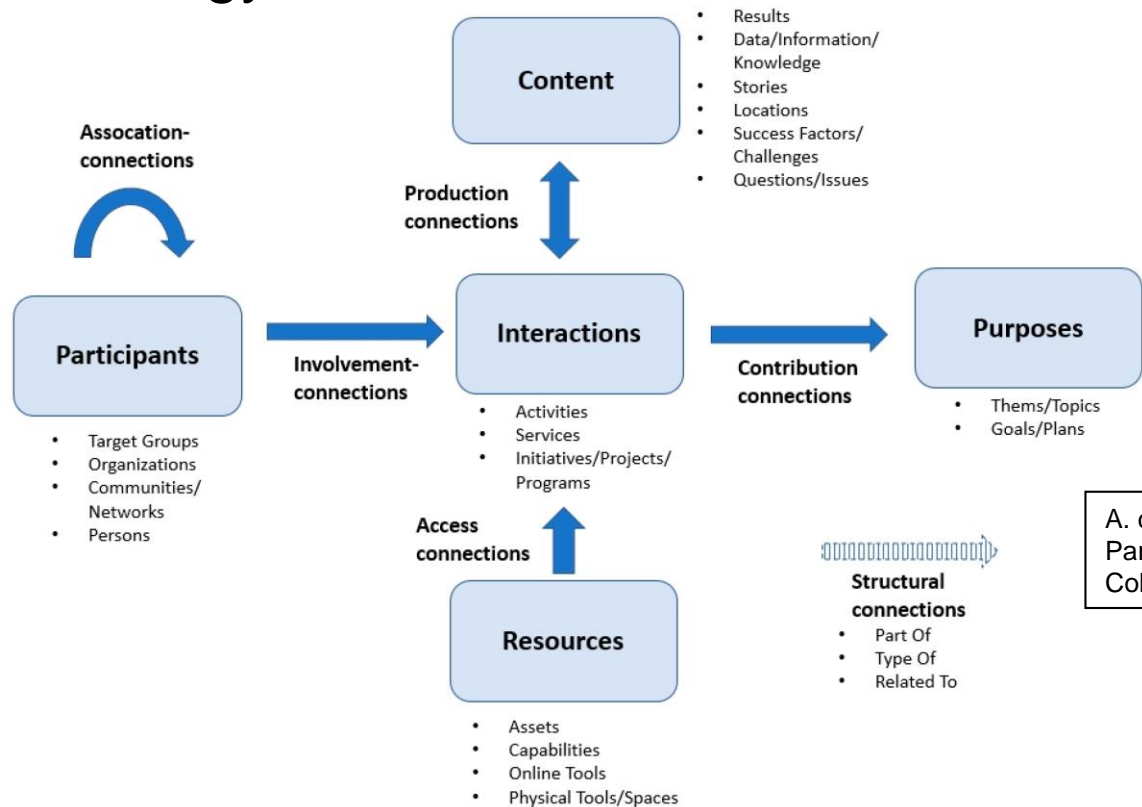 Results
Data/Information/
Knowledge
Stories
Locations
Success Factors/
Challenges
Questions/Issues
Content
Assocation-
connections
Production
connections
Participants
Involvement-
connections
Interactions
Contribution
connections
Purposes
Target Groups
Organizations
Communities/
Networks
Persons
Activities
Services
Initiatives/Projects/
Programs
Thems/Topics
Goals/Plans
Access
connections
Structural
connections
Part Of
Type Of
Related To
A.
Resources
Assets
Capabilities
Online Tools
Physical Tools/Spaces